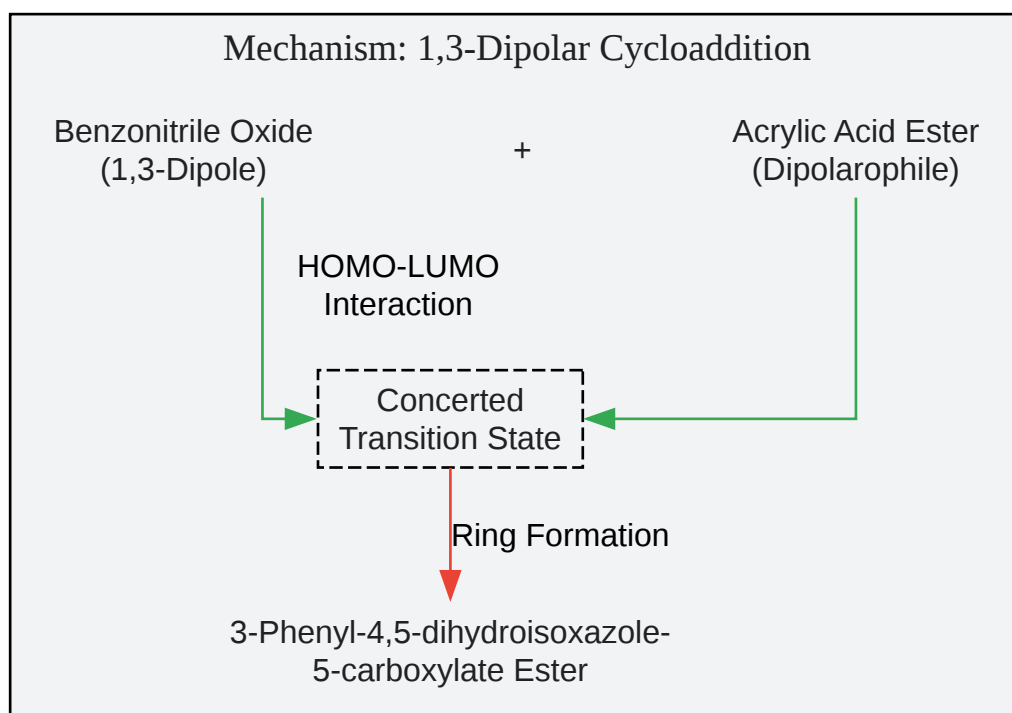 Mechanism: 1,3-Dipolar Cycloaddition
Benzonitrile Oxide
(1,3-Dipole)
+
Acrylic Acid Ester
(Dipolarophile)
HOMO-LUMO
Interaction
Concerted
Transition State
Ring Formation
3-Phenyl-4,5-dihydroisoxazole-
5-carboxylate Ester